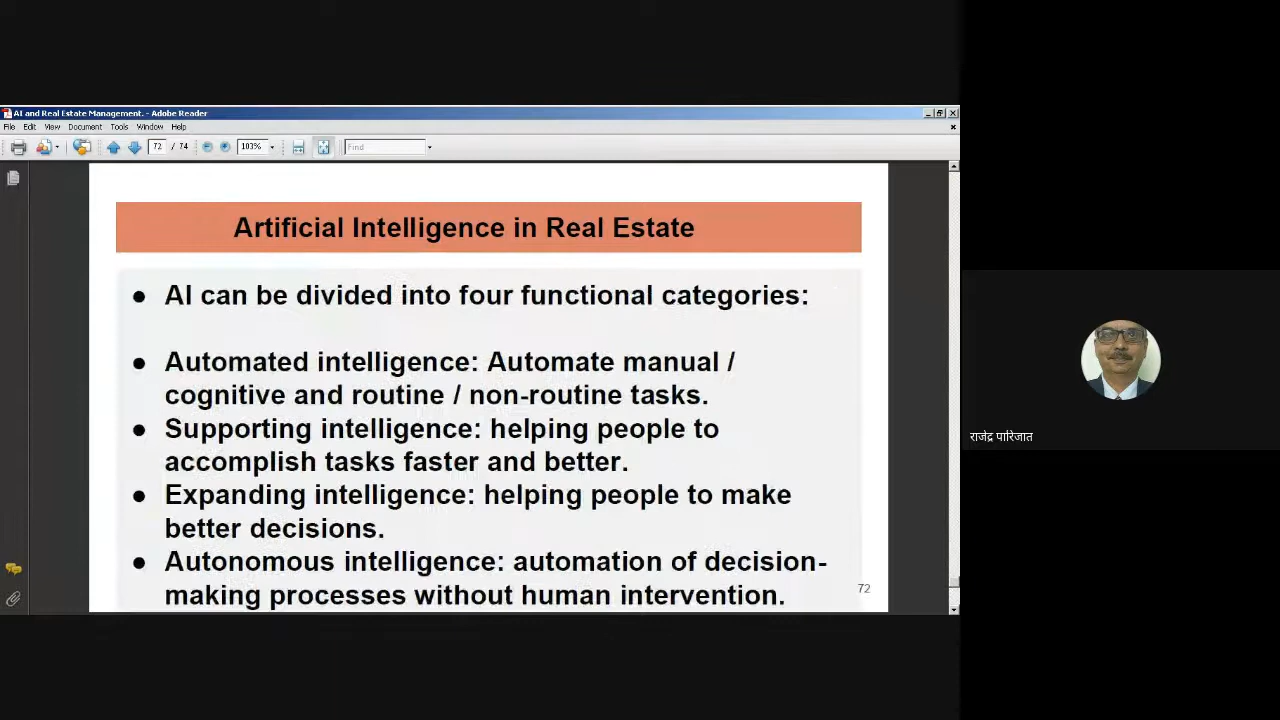 AI and Real Estate Management. - Adobe Reader
File Edit View Document Tools Window Help
72 / 74 103% Find
Artificial Intelligence in Real Estate
● AI can be divided into four functional categories:
● Automated intelligence: Automate manual /
cognitive and routine / non-routine tasks.
● Supporting intelligence: helping people to
accomplish tasks faster and better.
● Expanding intelligence: helping people to make
better decisions.
● Autonomous intelligence: automation of decision-
making processes without human intervention.
72
राजेंद्र पारिजात